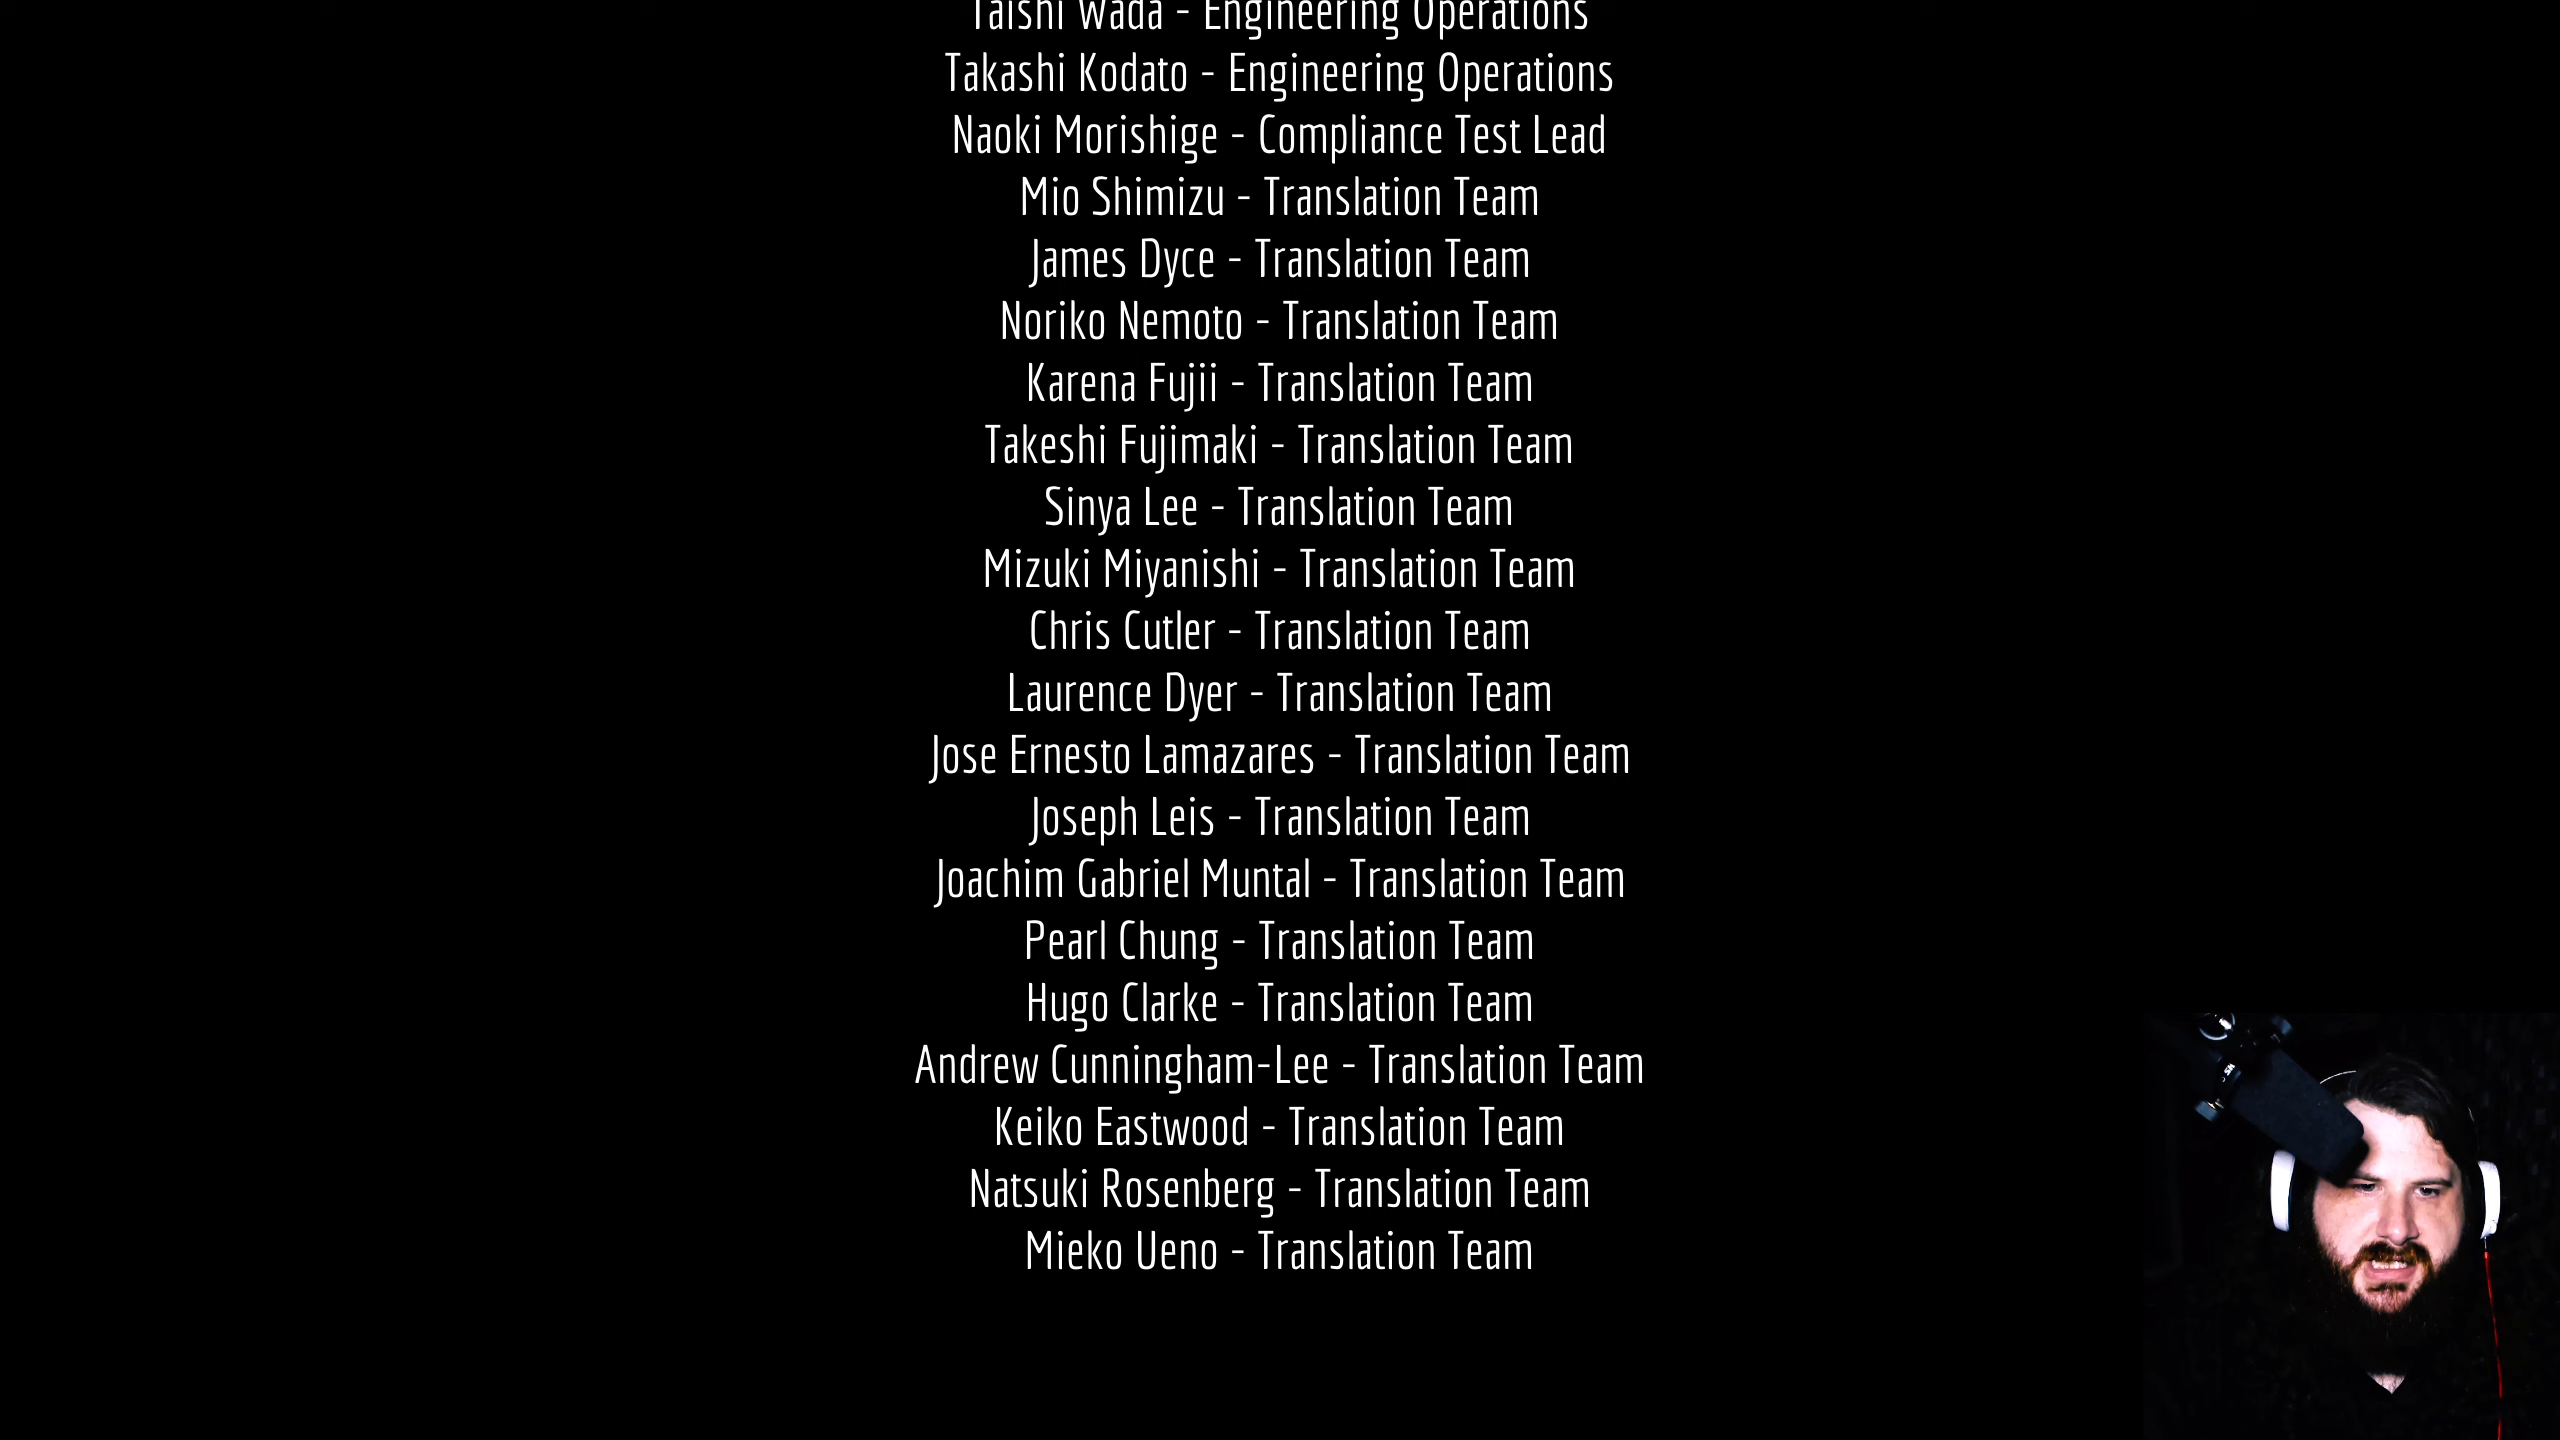 Taishi Wada - Engineering Operations
Takashi Kodato - Engineering Operations
Naoki Morishige - Compliance Test Lead
Mio Shimizu - Translation Team
James Dyce - Translation Team
Noriko Nemoto - Translation Team
Karena Fujii - Translation Team
Takeshi Fujimaki - Translation Team
Sinya Lee - Translation Team
Mizuki Miyanishi - Translation Team
Chris Cutler - Translation Team
Laurence Dyer - Translation Team
Jose Ernesto Lamazares - Translation Team
Joseph Leis - Translation Team
Joachim Gabriel Muntal - Translation Team
Pearl Chung - Translation Team
Hugo Clarke - Translation Team
Andrew Cunningham-Lee - Translation Team
Keiko Eastwood - Translation Team
Natsuki Rosenberg - Translation Team
Mieko Ueno - Translation Team